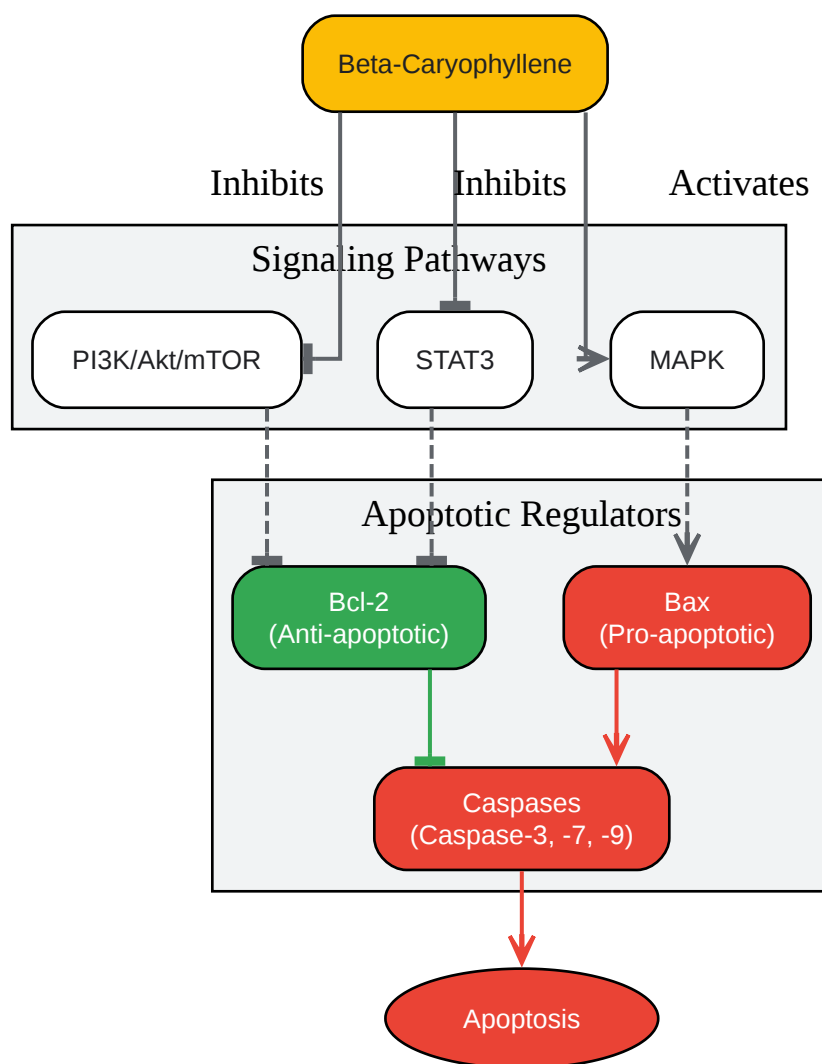 Beta-Caryophyllene
Inhibits
Inhibits
Activates
Signaling Pathways
PI3K/Akt/mTOR
STAT3
MAPK
Apoptotic Regulators
Bcl-2
(Anti-apoptotic)
Bax
(Pro-apoptotic)
Caspases
(Caspase-3, -7, -9)
Apoptosis